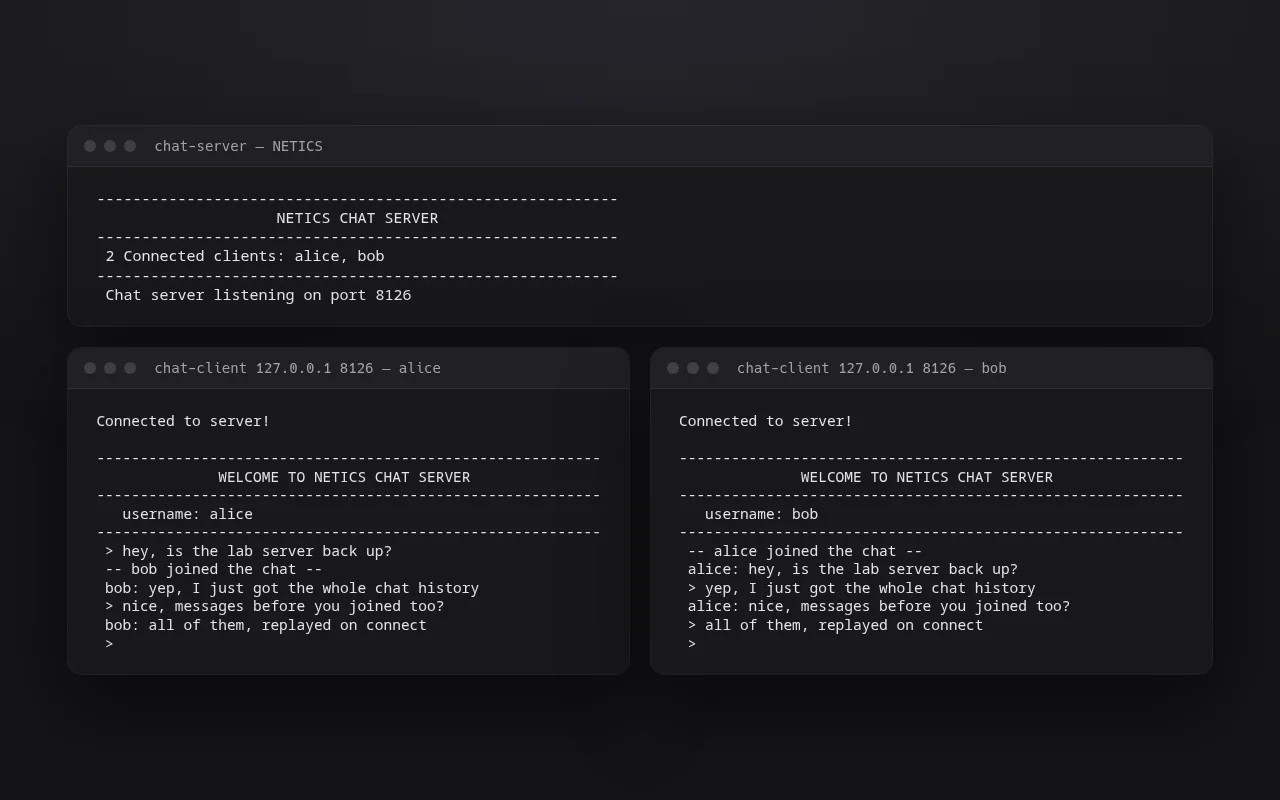 chat-server — NETICS
----------------------------------------------------------
NETICS CHAT SERVER
----------------------------------------------------------
2 Connected clients: alice, bob
----------------------------------------------------------
Chat server listening on port 8126
chat-client 127.0.0.1 8126 — alice
Connected to server!
----------------------------------------------------------
WELCOME TO NETICS CHAT SERVER
----------------------------------------------------------
username: alice
----------------------------------------------------------
> hey, is the lab server back up?
-- bob joined the chat --
bob: yep, I just got the whole chat history
> nice, messages before you joined too?
bob: all of them, replayed on connect
>
chat-client 127.0.0.1 8126 — bob
Connected to server!
----------------------------------------------------------
WELCOME TO NETICS CHAT SERVER
----------------------------------------------------------
username: bob
----------------------------------------------------------
-- alice joined the chat --
alice: hey, is the lab server back up?
> yep, I just got the whole chat history
alice: nice, messages before you joined too?
> all of them, replayed on connect
>